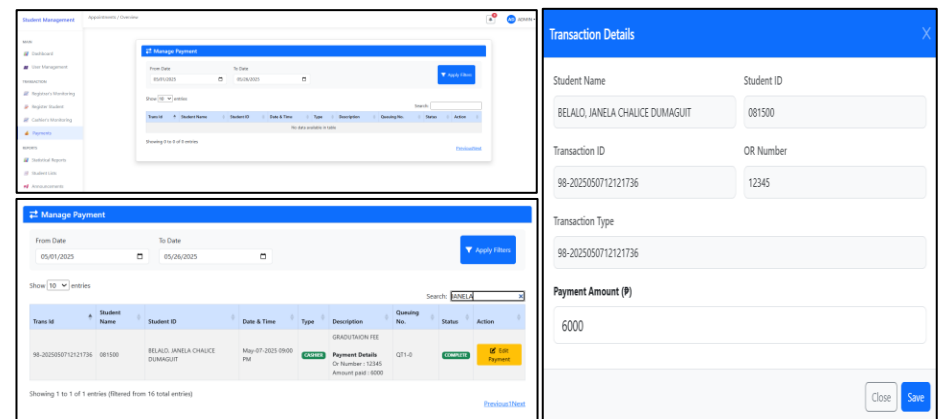 Student Management
Appointments / Overview
AD ADMIN
MAIN
Dashboard
User Management
TRANSACTION
Registrar's Monitoring
Register Student
Cashier's Monitoring
Payments
REPORTS
Statistical Reports
Student Lists
Announcements
Manage Payment
From Date To Date
05/01/2025 05/26/2025
Apply Filters
Show 10 entries
Search:
Trans Id Student Name Student ID Date & Time Type Description Queuing No. Status Action
No data available in table
Showing 0 to 0 of 0 entries
PreviousNext
Manage Payment
From Date To Date
05/01/2025 05/26/2025
Apply Filters
Show 10 entries
Search: JANELA
Trans Id Student Name Student ID Date & Time Type Description Queuing No. Status Action
98-2025050712121736 081500 BELALO, JANELA CHALICE DUMAGUIT May-07-2025 09:00 PM CASHIER GRADUTAION FEE
Payment Details
Or Number : 12345
Amount paid : 6000
QT1-0 COMPLETE Edit Payment
Showing 1 to 1 of 1 entries (filtered from 16 total entries)
Previous1Next
Transaction Details X
Student Name Student ID
BELALO, JANELA CHALICE DUMAGUIT 081500
Transaction ID OR Number
98-2025050712121736 12345
Transaction Type
98-2025050712121736
Payment Amount (₱)
6000
Close Save